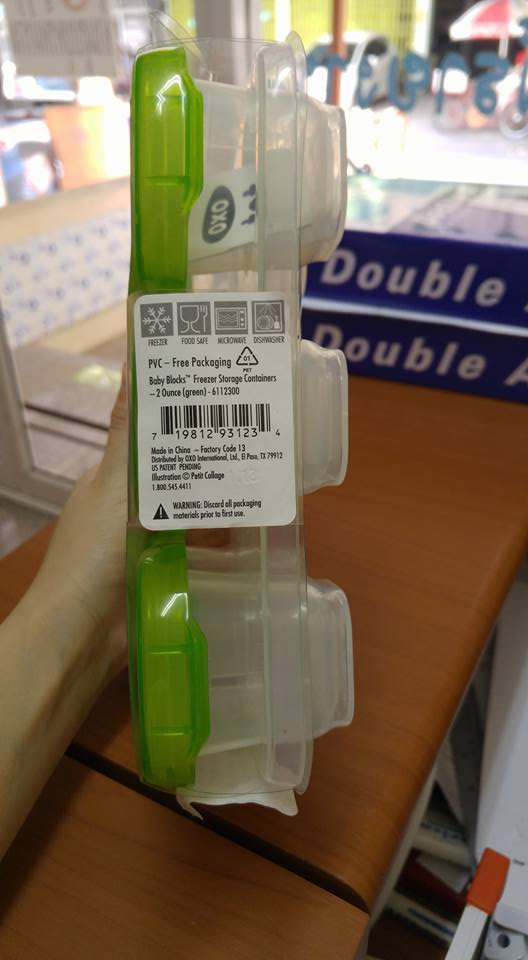 OXO
tot
Double
Double A
FREEZER FOOD SAFE MICROWAVE DISHWASHER
PVC – Free Packaging 01 PET
Baby Blocks™ Freezer Storage Containers
– 2 Ounce (green) - 6112300
7 19812 93123 4
Made in China – Factory Code 13
Distributed by OXO International, Ltd., El Paso, TX 79912
US PATENT PENDING
Illustration © Petit Collage
1.800.545.4411
WARNING: Discard all packaging
materials prior to first use.